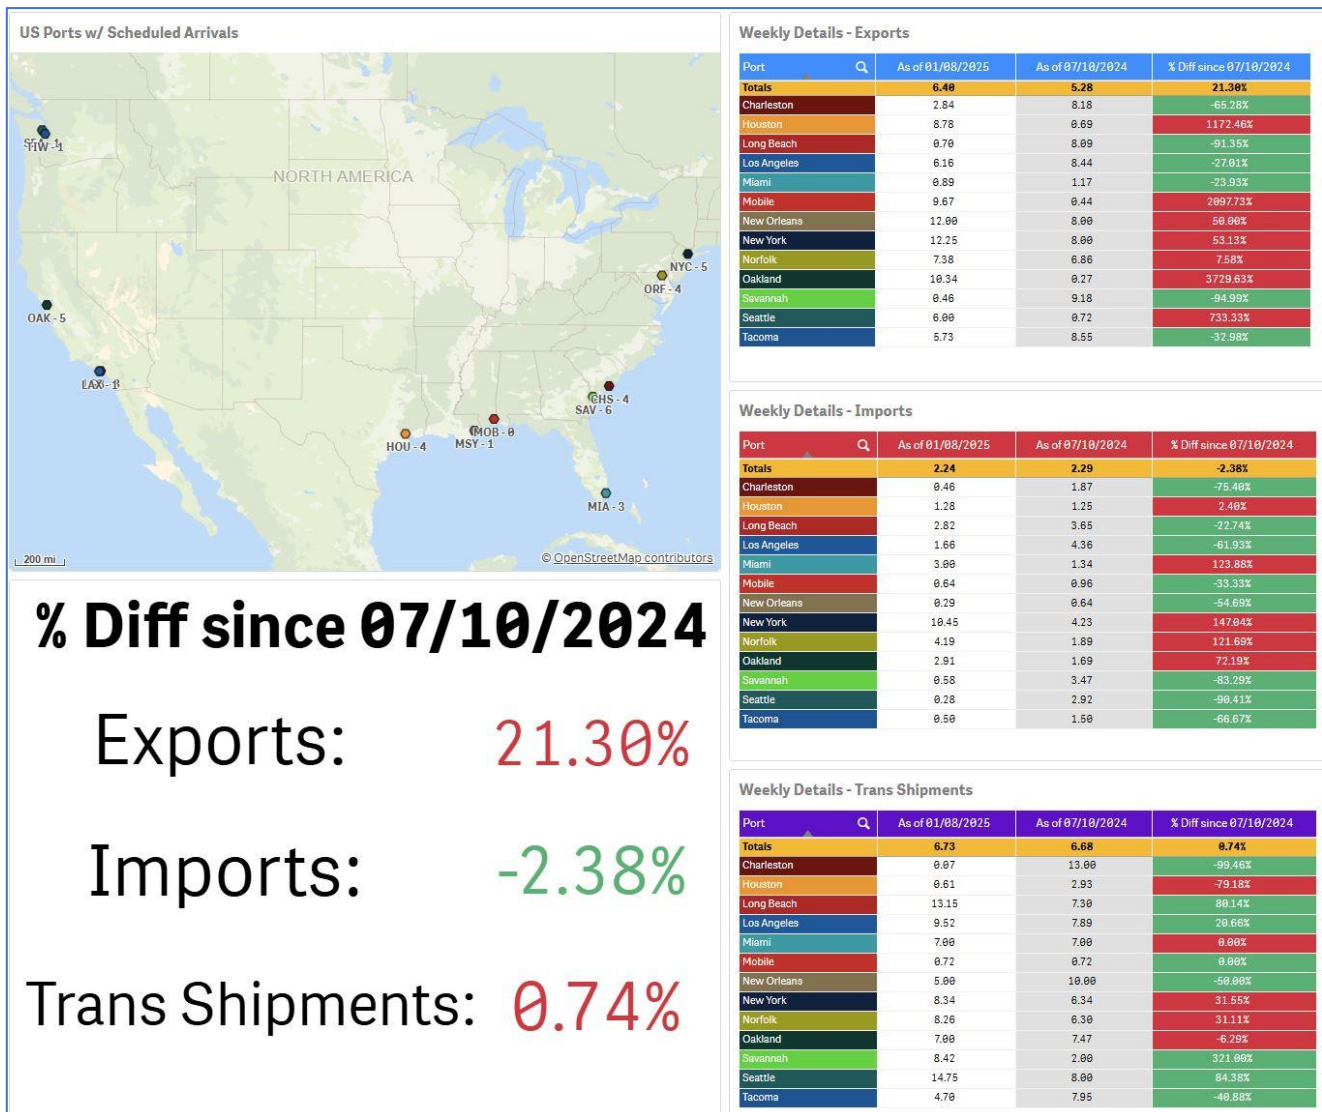 US Ports w/ Scheduled Arrivals
NORTH AMERICA
TIW - 1
OAK - 5
LAX - 1
HOU - 4
MSY - 1
MOB - 0
SAV - 6
CHS - 4
MIA - 3
NYC - 5
ORF - 4
200 mi
© OpenStreetMap contributors
% Diff since 07/10/2024
Exports: 21.30%
Imports: -2.38%
Trans Shipments: 0.74%
Weekly Details - Exports
Port As of 01/08/2025 As of 07/10/2024 % Diff since 07/10/2024
Totals 6.40 5.28 21.30%
Charleston 2.84 8.18 -65.28%
Houston 8.78 0.69 1172.46%
Long Beach 0.70 8.09 -91.35%
Los Angeles 6.16 8.44 -27.01%
Miami 0.89 1.17 -23.93%
Mobile 9.67 0.44 2097.73%
New Orleans 12.00 8.00 50.00%
New York 12.25 8.00 53.13%
Norfolk 7.38 6.86 7.58%
Oakland 10.34 0.27 3729.63%
Savannah 0.46 9.18 -94.99%
Seattle 6.00 0.72 733.33%
Tacoma 5.73 8.55 -32.98%
Weekly Details - Imports
Port As of 01/08/2025 As of 07/10/2024 % Diff since 07/10/2024
Totals 2.24 2.29 -2.38%
Charleston 0.46 1.87 -75.40%
Houston 1.28 1.25 2.40%
Long Beach 2.82 3.65 -22.74%
Los Angeles 1.66 4.36 -61.93%
Miami 3.00 1.34 123.88%
Mobile 0.64 0.96 -33.33%
New Orleans 0.29 0.64 -54.69%
New York 10.45 4.23 147.04%
Norfolk 4.19 1.89 121.69%
Oakland 2.91 1.69 72.19%
Savannah 0.58 3.47 -83.29%
Seattle 0.28 2.92 -90.41%
Tacoma 0.50 1.50 -66.67%
Weekly Details - Trans Shipments
Port As of 01/08/2025 As of 07/10/2024 % Diff since 07/10/2024
Totals 6.73 6.68 0.74%
Charleston 0.07 13.00 -99.46%
Houston 0.61 2.93 -79.18%
Long Beach 13.15 7.30 80.14%
Los Angeles 9.52 7.89 20.66%
Miami 7.00 7.00 0.00%
Mobile 0.72 0.72 0.00%
New Orleans 5.00 10.00 -50.00%
New York 8.34 6.34 31.55%
Norfolk 8.26 6.30 31.11%
Oakland 7.00 7.47 -6.29%
Savannah 8.42 2.00 321.00%
Seattle 14.75 8.00 84.38%
Tacoma 4.70 7.95 -40.88%